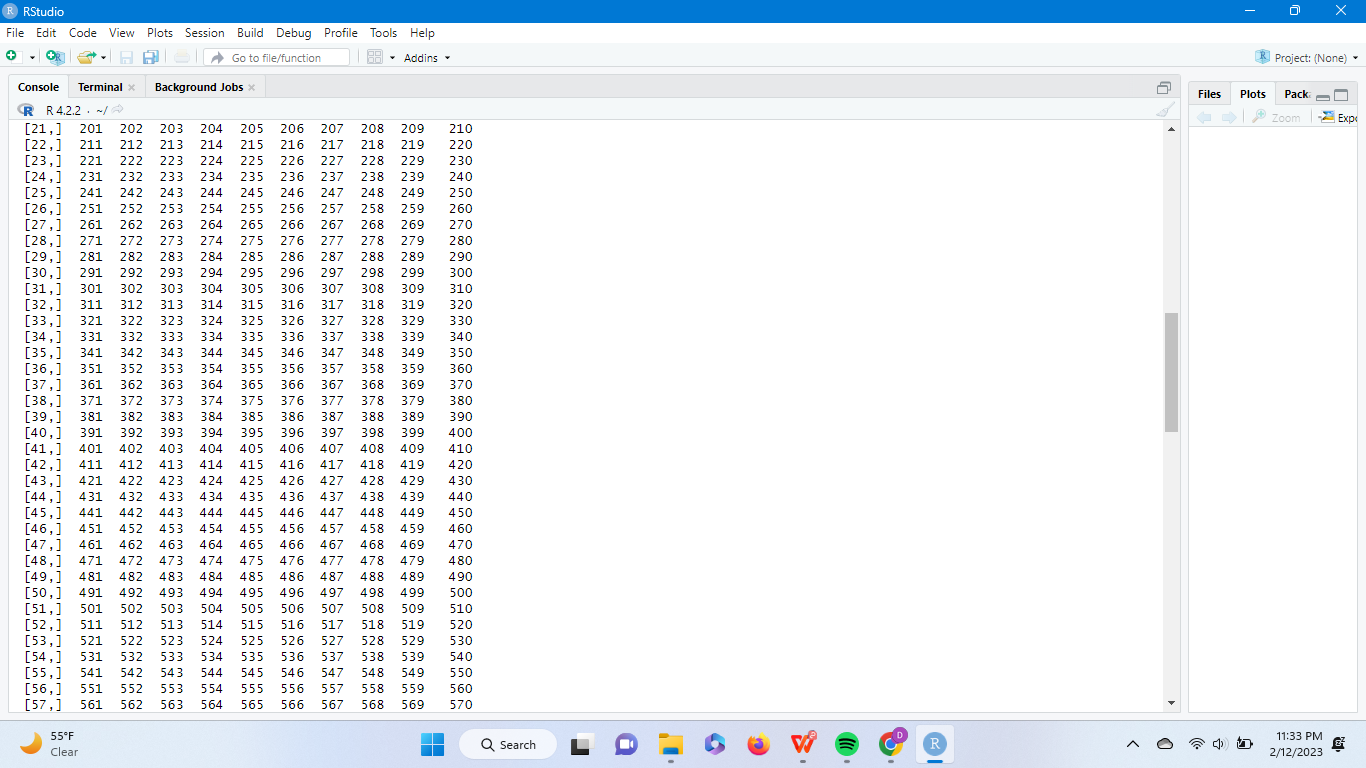 RStudio
File Edit Code View Plots Session Build Debug Profile Tools Help
Go to file/function Addins Project: (None)
Console Terminal Background Jobs Files Plots Pack
R 4.2.2 · ~/ Zoom Expo
[21,] 201 202 203 204 205 206 207 208 209 210
[22,] 211 212 213 214 215 216 217 218 219 220
[23,] 221 222 223 224 225 226 227 228 229 230
[24,] 231 232 233 234 235 236 237 238 239 240
[25,] 241 242 243 244 245 246 247 248 249 250
[26,] 251 252 253 254 255 256 257 258 259 260
[27,] 261 262 263 264 265 266 267 268 269 270
[28,] 271 272 273 274 275 276 277 278 279 280
[29,] 281 282 283 284 285 286 287 288 289 290
[30,] 291 292 293 294 295 296 297 298 299 300
[31,] 301 302 303 304 305 306 307 308 309 310
[32,] 311 312 313 314 315 316 317 318 319 320
[33,] 321 322 323 324 325 326 327 328 329 330
[34,] 331 332 333 334 335 336 337 338 339 340
[35,] 341 342 343 344 345 346 347 348 349 350
[36,] 351 352 353 354 355 356 357 358 359 360
[37,] 361 362 363 364 365 366 367 368 369 370
[38,] 371 372 373 374 375 376 377 378 379 380
[39,] 381 382 383 384 385 386 387 388 389 390
[40,] 391 392 393 394 395 396 397 398 399 400
[41,] 401 402 403 404 405 406 407 408 409 410
[42,] 411 412 413 414 415 416 417 418 419 420
[43,] 421 422 423 424 425 426 427 428 429 430
[44,] 431 432 433 434 435 436 437 438 439 440
[45,] 441 442 443 444 445 446 447 448 449 450
[46,] 451 452 453 454 455 456 457 458 459 460
[47,] 461 462 463 464 465 466 467 468 469 470
[48,] 471 472 473 474 475 476 477 478 479 480
[49,] 481 482 483 484 485 486 487 488 489 490
[50,] 491 492 493 494 495 496 497 498 499 500
[51,] 501 502 503 504 505 506 507 508 509 510
[52,] 511 512 513 514 515 516 517 518 519 520
[53,] 521 522 523 524 525 526 527 528 529 530
[54,] 531 532 533 534 535 536 537 538 539 540
[55,] 541 542 543 544 545 546 547 548 549 550
[56,] 551 552 553 554 555 556 557 558 559 560
[57,] 561 562 563 564 565 566 567 568 569 570
55°F
Clear
Search
11:33 PM
2/12/2023